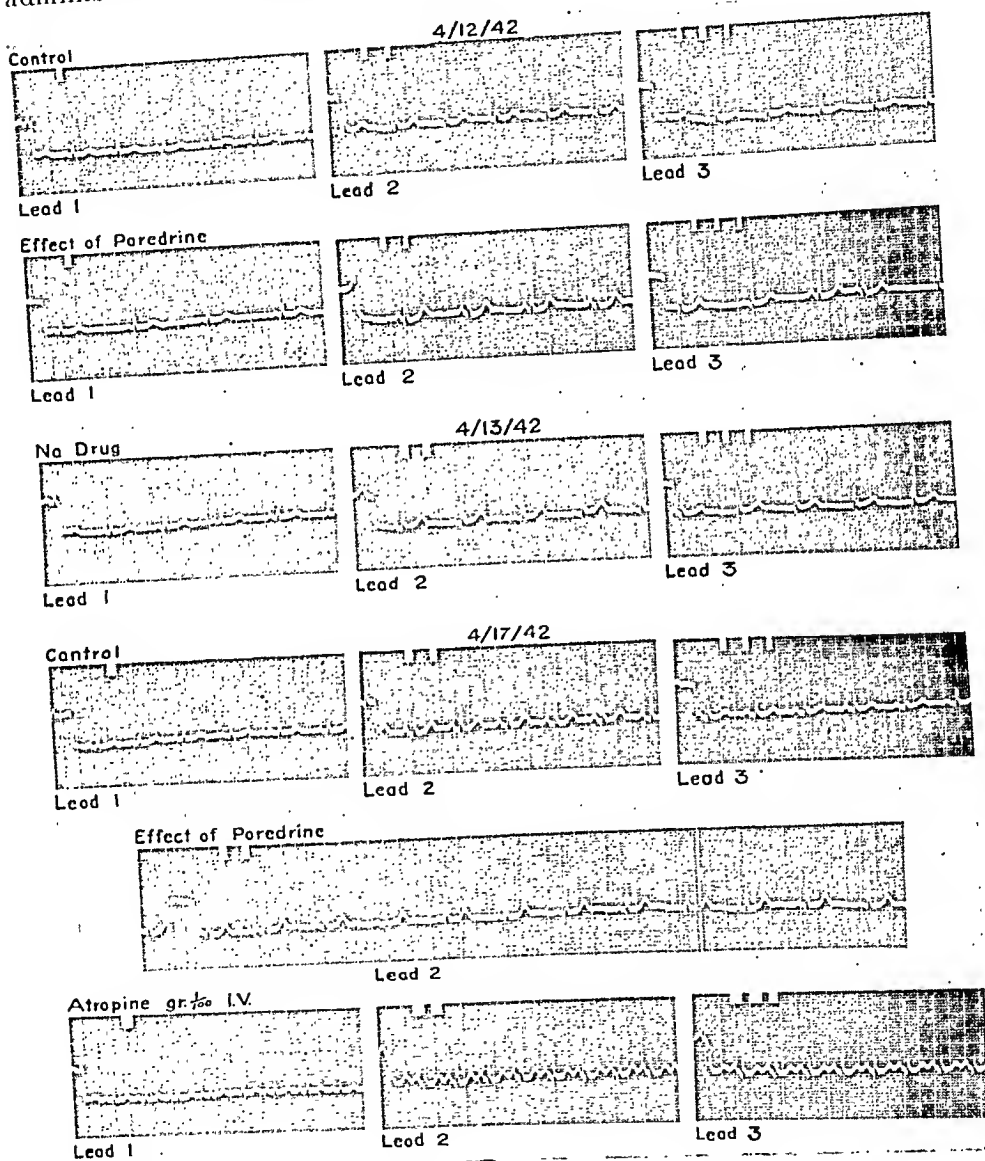 Control
4/12/42
Lead 1
Lead 2
Lead 3
Effect of Paredrine
Lead 1
Lead 2
Lead 3
No Drug
4/13/42
Lead 1
Lead 2
Lead 3
Control
4/17/42
Lead 1
Lead 2
Lead 3
Effect of Paredrine
Lead 2
Atropine gr. 1/100 I.V.
Lead 1
Lead 2
Lead 3